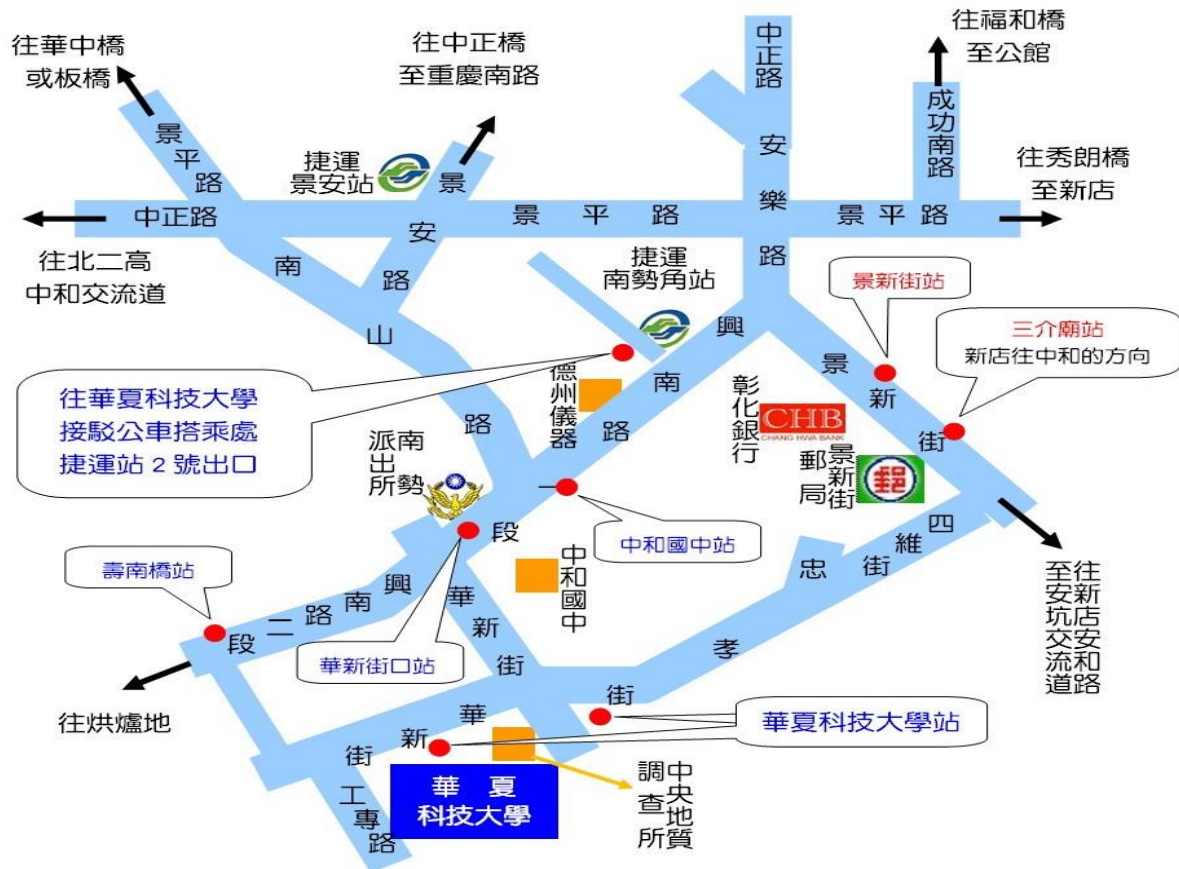 往華中橋
或板橋
往中正橋
至重慶南路
中正路
往福和橋
至公館
成功南路
景平路
捷運
景安站
景安路
安樂路
往秀朗橋
至新店
中正路
景平路
景平路
往北二高
中和交流道
南山路
捷運
南勢角站
景新街站
三介廟站
新店往中和的方向
往華夏科技大學
接駁公車搭乘處
捷運站2號出口
德州儀器
興南路一段
彰化銀行
CHB
CHANG HWA BANK
景新街
景新街
郵局
郵
南勢
派出所
中和國中站
四維街
忠孝街
往新店安和路
至安坑交流道
壽南橋站
中和國中
興南路二段
華新街
華新街口站
往烘爐地
華新街
華夏科技大學站
工專路
華夏
科技大學
中央地質
調查所